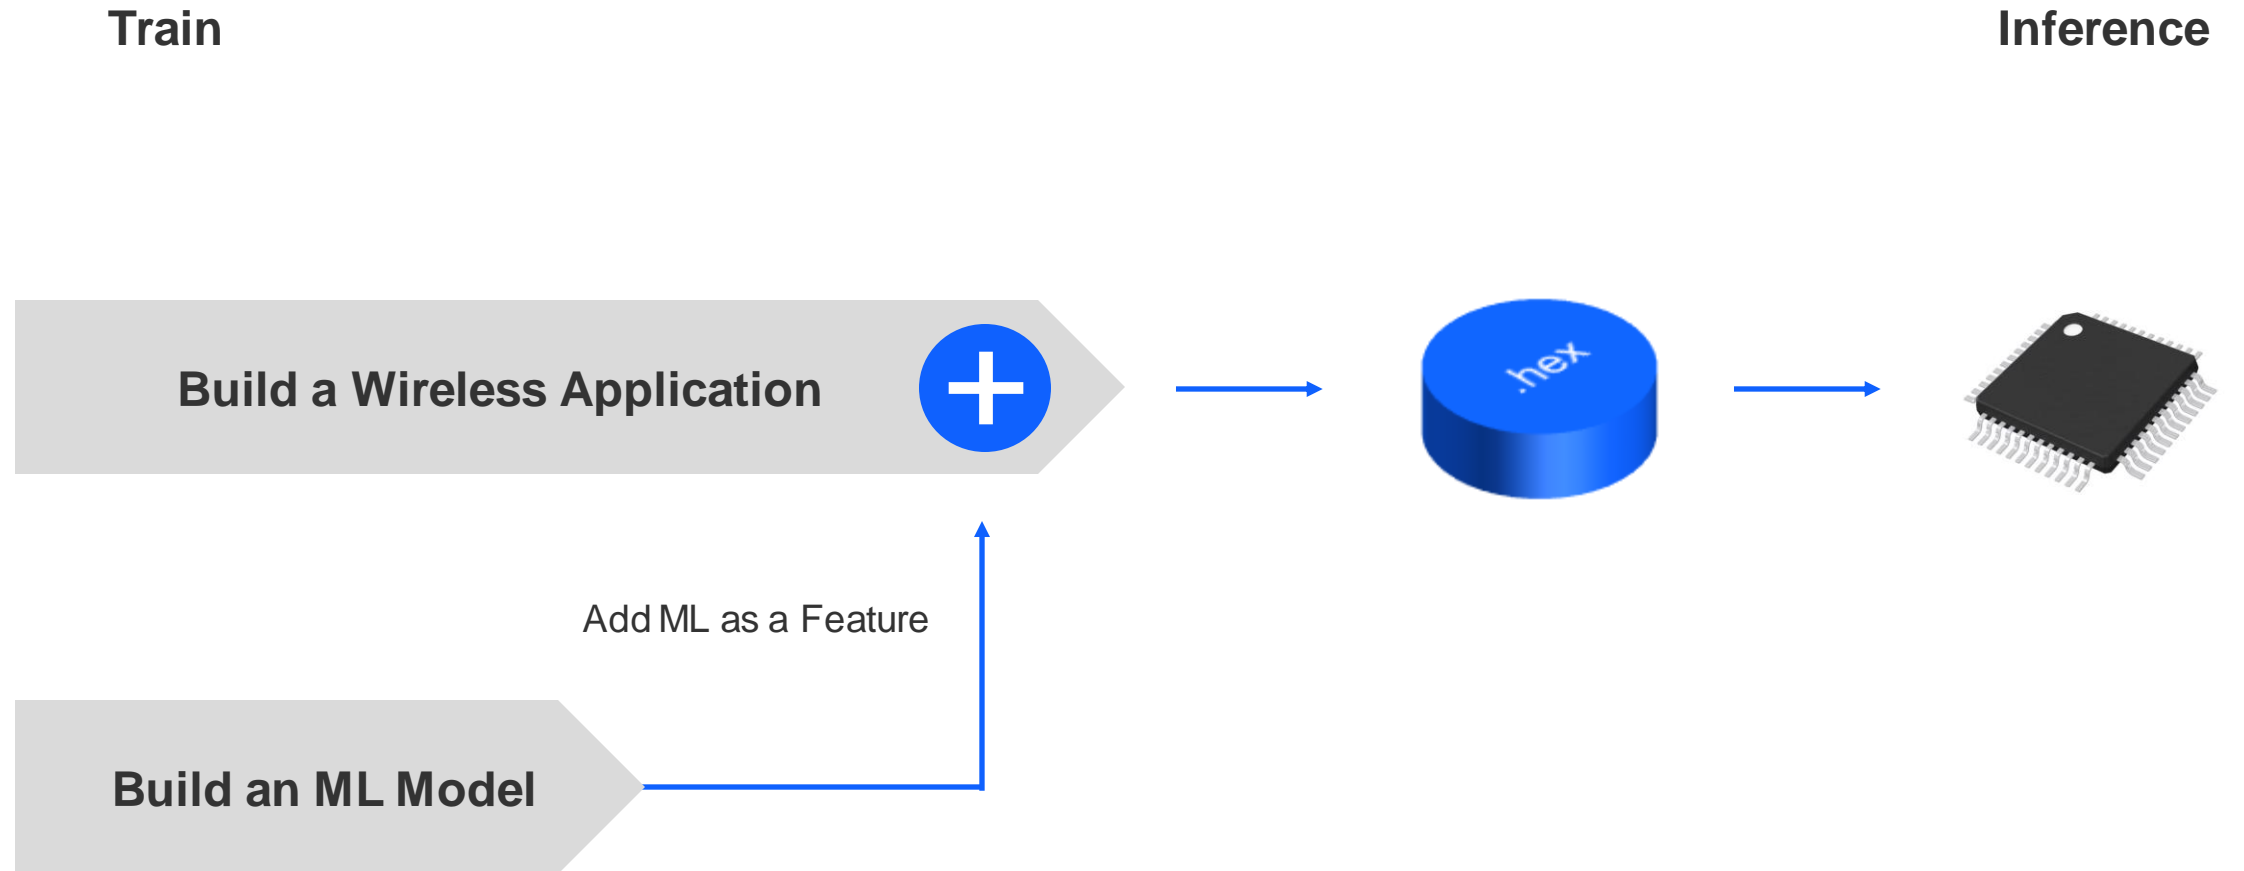 Train
Inference
Build a Wireless Application
.hex
Add ML as a Feature
Build an ML Model